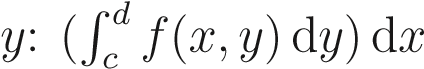 y: (∫_c^d f(x, y) dy) dx